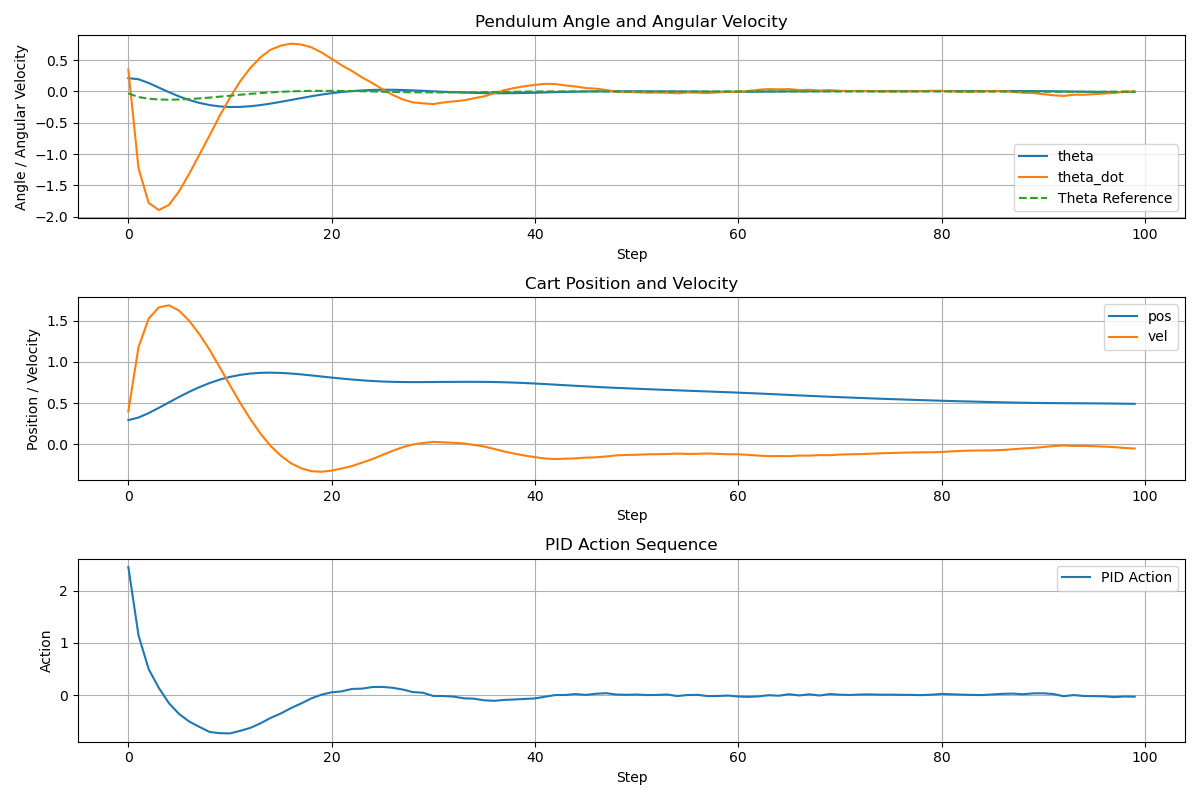 Pendulum Angle and Angular Velocity
Angle / Angular Velocity
0.5
0.0
−0.5
−1.0
−1.5
−2.0
theta
theta_dot
Theta Reference
0 20 40 60 80 100
Step
Cart Position and Velocity
Position / Velocity
1.5
1.0
0.5
0.0
pos
vel
0 20 40 60 80 100
Step
PID Action Sequence
Action
2
1
0
PID Action
0 20 40 60 80 100
Step